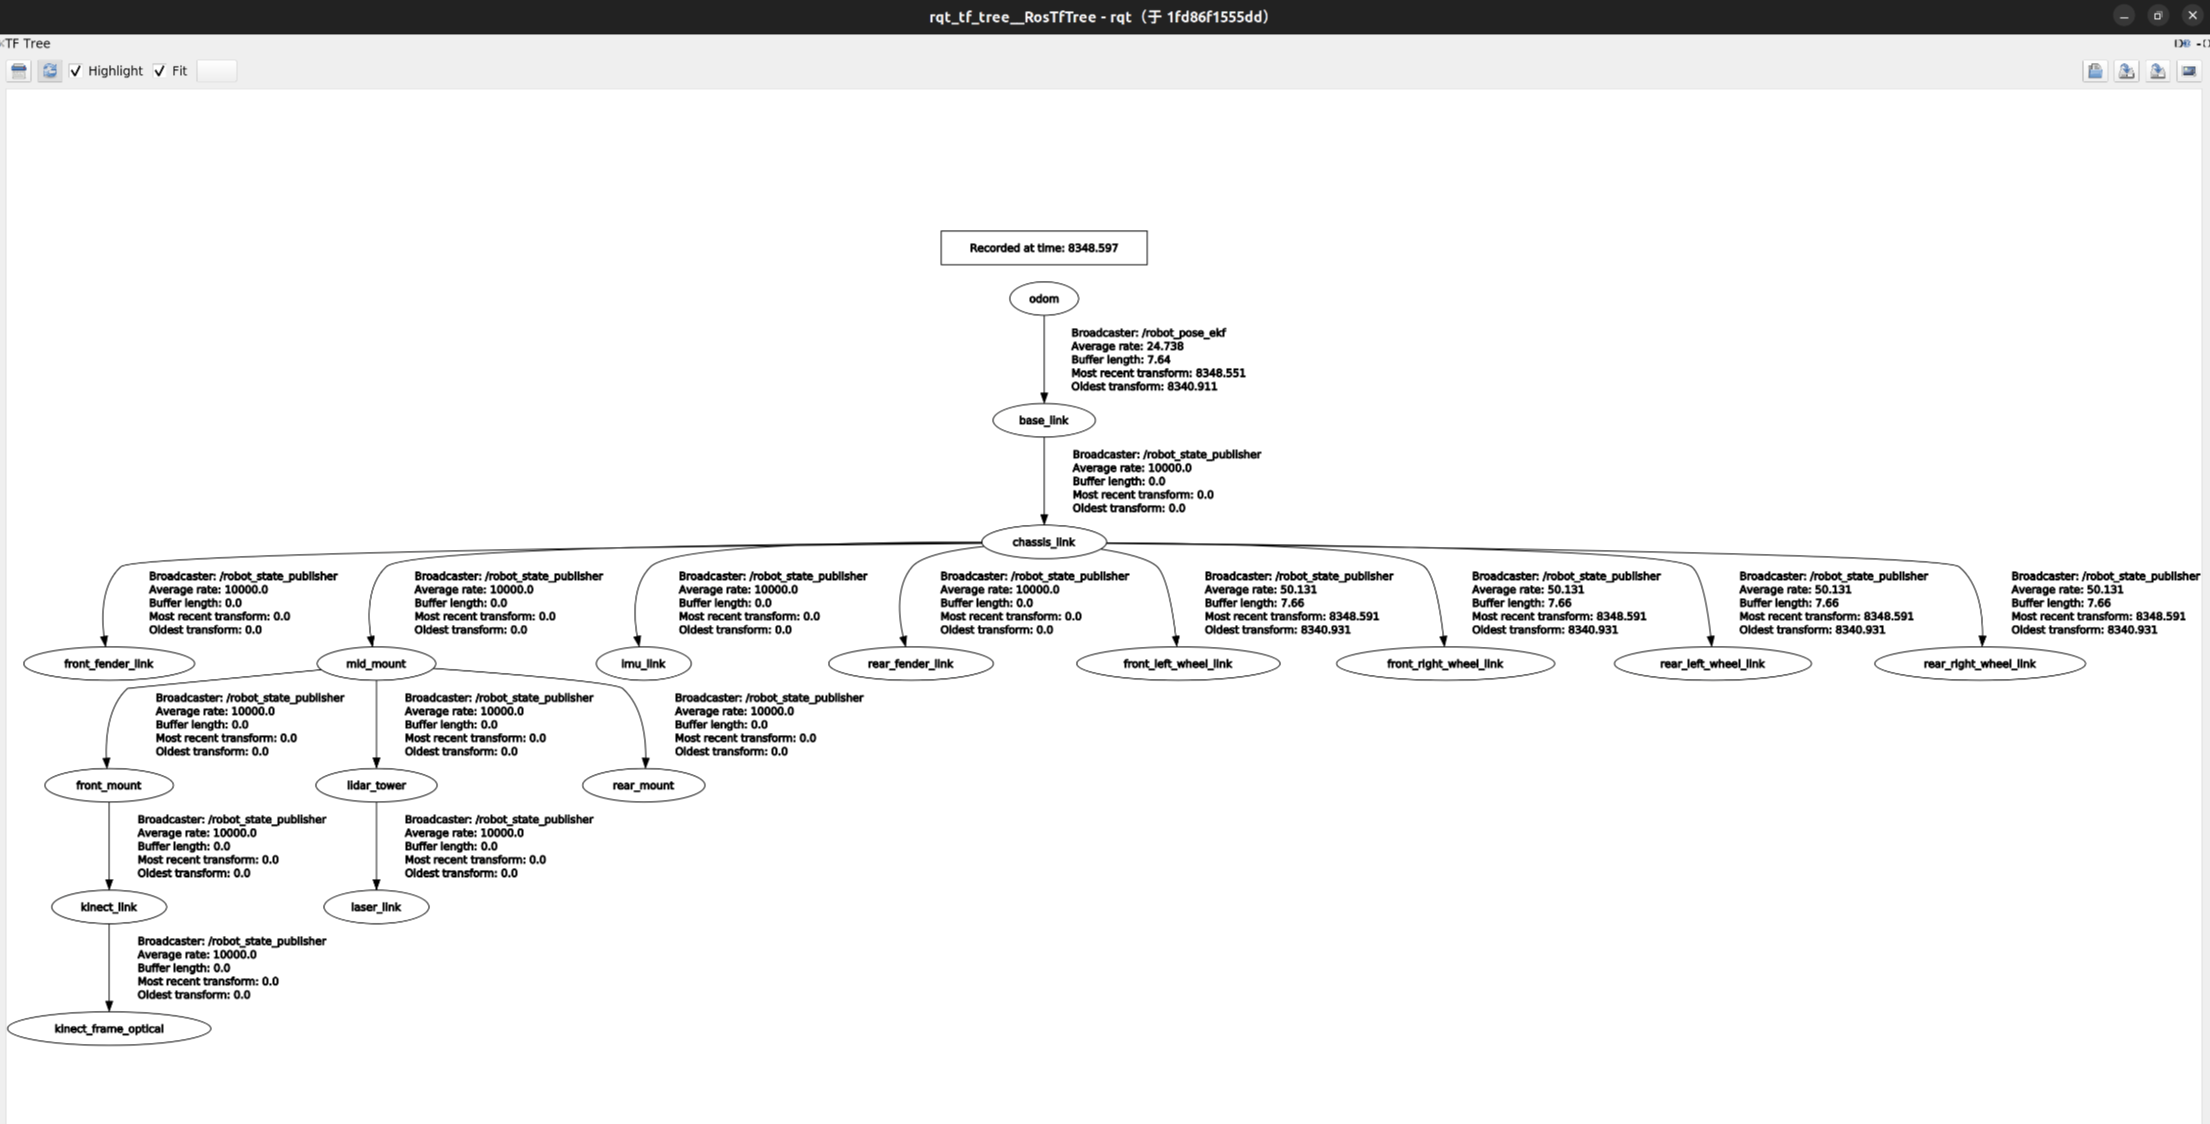 rqt_tf_tree__RosTfTree - rqt（于 1fd86f1555dd）
TF Tree
Highlight
Fit
Recorded at time: 8348.597
odom
Broadcaster: /robot_pose_ekf
Average rate: 24.738
Buffer length: 7.64
Most recent transform: 8348.551
Oldest transform: 8340.911
base_link
Broadcaster: /robot_state_publisher
Average rate: 10000.0
Buffer length: 0.0
Most recent transform: 0.0
Oldest transform: 0.0
chassis_link
Broadcaster: /robot_state_publisher
Average rate: 10000.0
Buffer length: 0.0
Most recent transform: 0.0
Oldest transform: 0.0
Broadcaster: /robot_state_publisher
Average rate: 10000.0
Buffer length: 0.0
Most recent transform: 0.0
Oldest transform: 0.0
Broadcaster: /robot_state_publisher
Average rate: 10000.0
Buffer length: 0.0
Most recent transform: 0.0
Oldest transform: 0.0
Broadcaster: /robot_state_publisher
Average rate: 10000.0
Buffer length: 0.0
Most recent transform: 0.0
Oldest transform: 0.0
Broadcaster: /robot_state_publisher
Average rate: 50.131
Buffer length: 7.66
Most recent transform: 8348.591
Oldest transform: 8340.931
Broadcaster: /robot_state_publisher
Average rate: 50.131
Buffer length: 7.66
Most recent transform: 8348.591
Oldest transform: 8340.931
Broadcaster: /robot_state_publisher
Average rate: 50.131
Buffer length: 7.66
Most recent transform: 8348.591
Oldest transform: 8340.931
Broadcaster: /robot_state_publisher
Average rate: 50.131
Buffer length: 7.66
Most recent transform: 8348.591
Oldest transform: 8340.931
front_fender_link
mid_mount
imu_link
rear_fender_link
front_left_wheel_link
front_right_wheel_link
rear_left_wheel_link
rear_right_wheel_link
Broadcaster: /robot_state_publisher
Average rate: 10000.0
Buffer length: 0.0
Most recent transform: 0.0
Oldest transform: 0.0
Broadcaster: /robot_state_publisher
Average rate: 10000.0
Buffer length: 0.0
Most recent transform: 0.0
Oldest transform: 0.0
Broadcaster: /robot_state_publisher
Average rate: 10000.0
Buffer length: 0.0
Most recent transform: 0.0
Oldest transform: 0.0
front_mount
lidar_tower
rear_mount
Broadcaster: /robot_state_publisher
Average rate: 10000.0
Buffer length: 0.0
Most recent transform: 0.0
Oldest transform: 0.0
Broadcaster: /robot_state_publisher
Average rate: 10000.0
Buffer length: 0.0
Most recent transform: 0.0
Oldest transform: 0.0
kinect_link
laser_link
Broadcaster: /robot_state_publisher
Average rate: 10000.0
Buffer length: 0.0
Most recent transform: 0.0
Oldest transform: 0.0
kinect_frame_optical